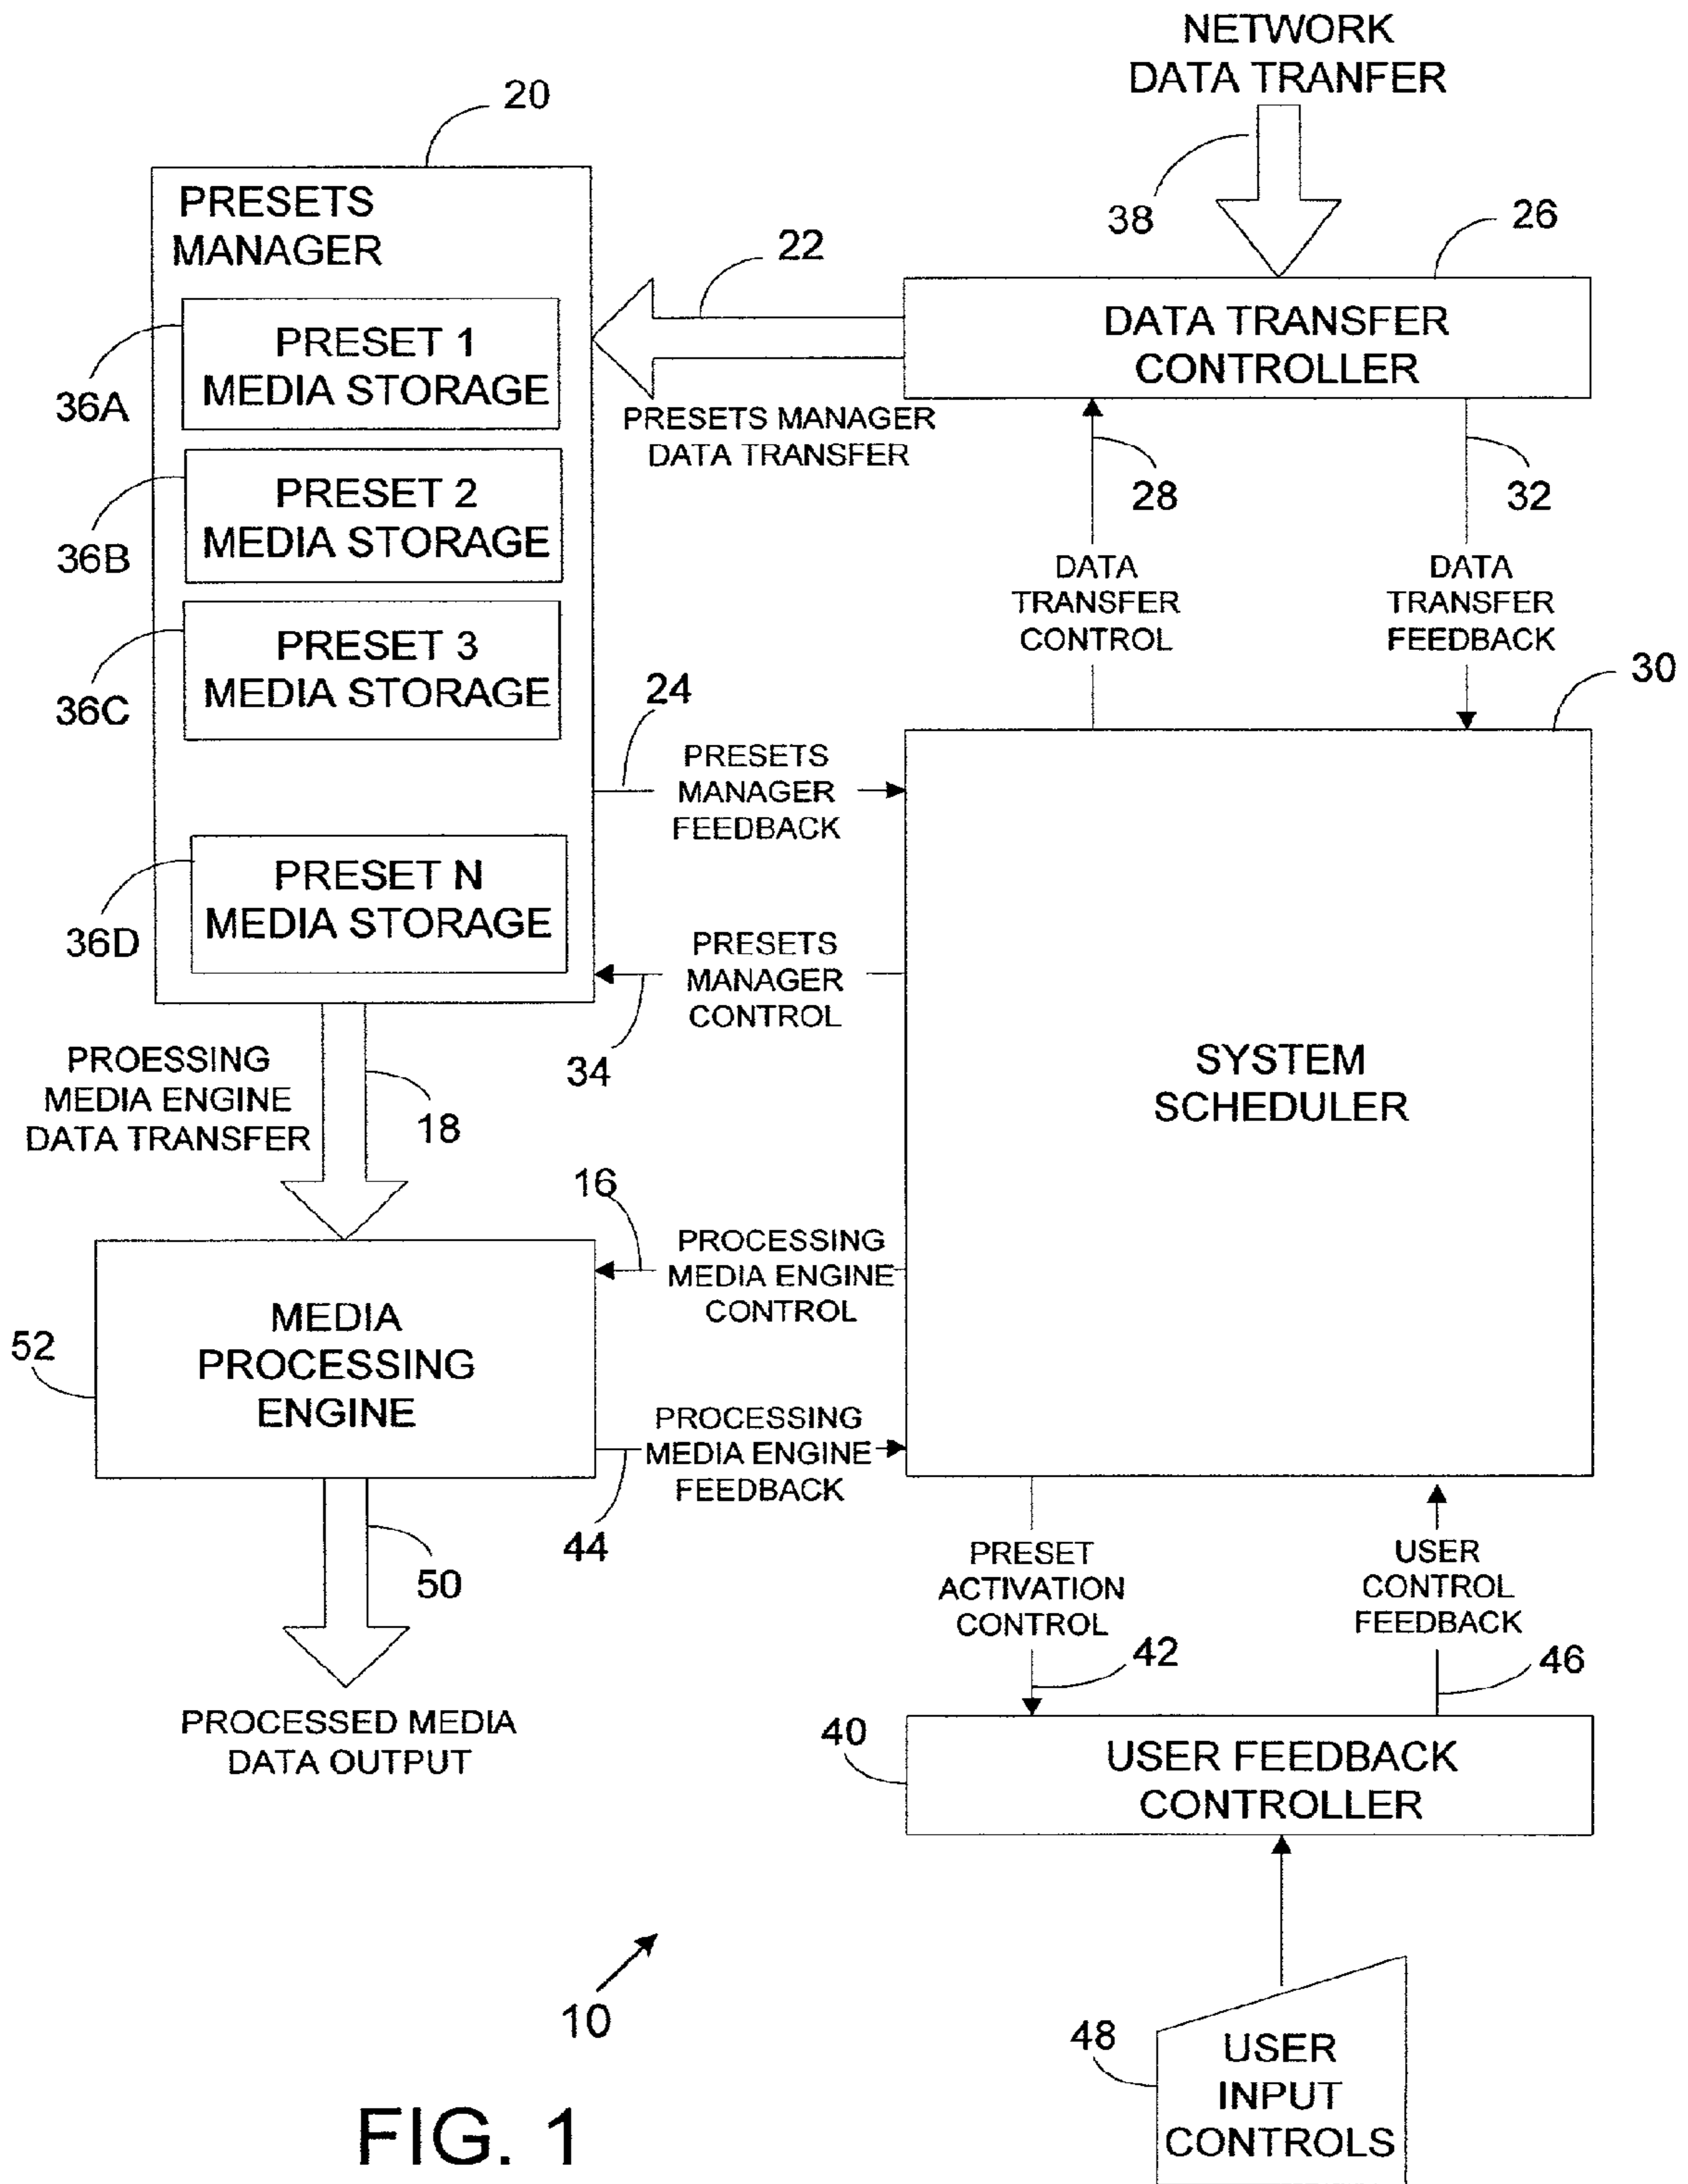 NETWORK
DATA TRANFER
20
38
26
PRESETS
MANAGER
22
DATA TRANSFER
CONTROLLER
PRESET 1
MEDIA STORAGE
36A
PRESETS MANAGER
DATA TRANSFER
28
32
PRESET 2
MEDIA STORAGE
36B
DATA
TRANSFER
CONTROL
DATA
TRANSFER
FEEDBACK
PRESET 3
MEDIA STORAGE
36C
24
30
PRESETS
MANAGER
FEEDBACK
PRESET N
MEDIA STORAGE
36D
PRESETS
MANAGER
CONTROL
34
SYSTEM
SCHEDULER
PROESSING
MEDIA ENGINE
DATA TRANSFER
18
16
PROCESSING
MEDIA ENGINE
CONTROL
MEDIA
PROCESSING
ENGINE
52
PROCESSING
MEDIA ENGINE
FEEDBACK
44
50
PRESET
ACTIVATION
CONTROL
USER
CONTROL
FEEDBACK
42
46
PROCESSED MEDIA
DATA OUTPUT
40
USER FEEDBACK
CONTROLLER
10
48
USER
INPUT
CONTROLS
FIG. 1